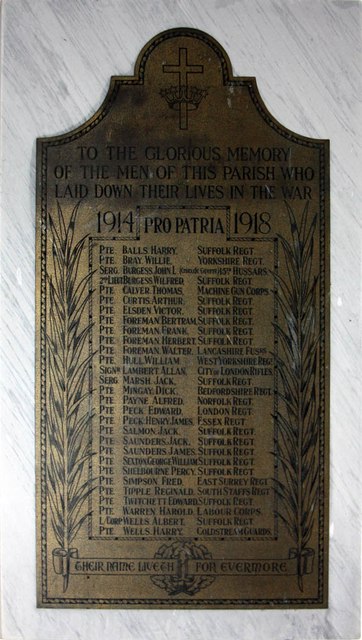 TO THE GLORIOUS MEMORY
OF THE MEN OF THIS PARISH WHO
LAID DOWN THEIR LIVES IN THE WAR
1914 PRO PATRIA 1918
PTE BALLS HARRY. SUFFOLK REGT
PTE BRAY WILLIE. YORKSHIRE REGT
SERG BURGESS JOHN L. 15TH HUSSARS.
2ND LIEUT BURGESS WILFRED, SUFFOLK REGT
PTE CALVER THOMAS, MACHINE GUN CORPS.
PTE CURTIS ARTHUR, SUFFOLK REGT
PTE ELSDEN VICTOR, SUFFOLK REGT
PTE FOREMAN BERTRAM, SUFFOLK REGT
PTE FOREMAN FRANK, SUFFOLK REGT
PTE FOREMAN HERBERT, SUFFOLK REGT
PTE FOREMAN WALTER, LANCASHIRE FUSRS
PTE HULL WILLIAM WEST YORKSHIRE REGT
SIGNR LAMBERT ALLAN, CITY OF LONDON RIFLES
SERG MARSH JACK, SUFFOLK REGT
PTE MINGAY DICK, BEDFORDSHIRE REGT
PTE PAYNE ALFRED, NORFOLK REGT
PTE PECK EDWARD, LONDON REGT
PTE PECK HENRY JAMES, ESSEX REGT
PTE SALMON JACK, SUFFOLK REGT
PTE SAUNDERS JACK, SUFFOLK REGT
PTE SAUNDERS JAMES, SUFFOLK REGT
PTE SEXTON GEORGE WILLIAM SUFFOLK REGT
PTE SHELBOURNE PERCY, SUFFOLK REGT
PTE SIMPSON FRED, EAST SURREY REGT
PTE TIPPLE REGINALD, SOUTH STAFFS REGT
PTE TWITCHETT EDWARD, SUFFOLK REGT
PTE WARREN HAROLD, LABOUR CORPS.
L/CORP WELLS ALBERT, SUFFOLK REGT
PTE WELLS HARRY, COLDSTREAM GUARDS.
THEIR NAME LIVETH FOR EVERMORE